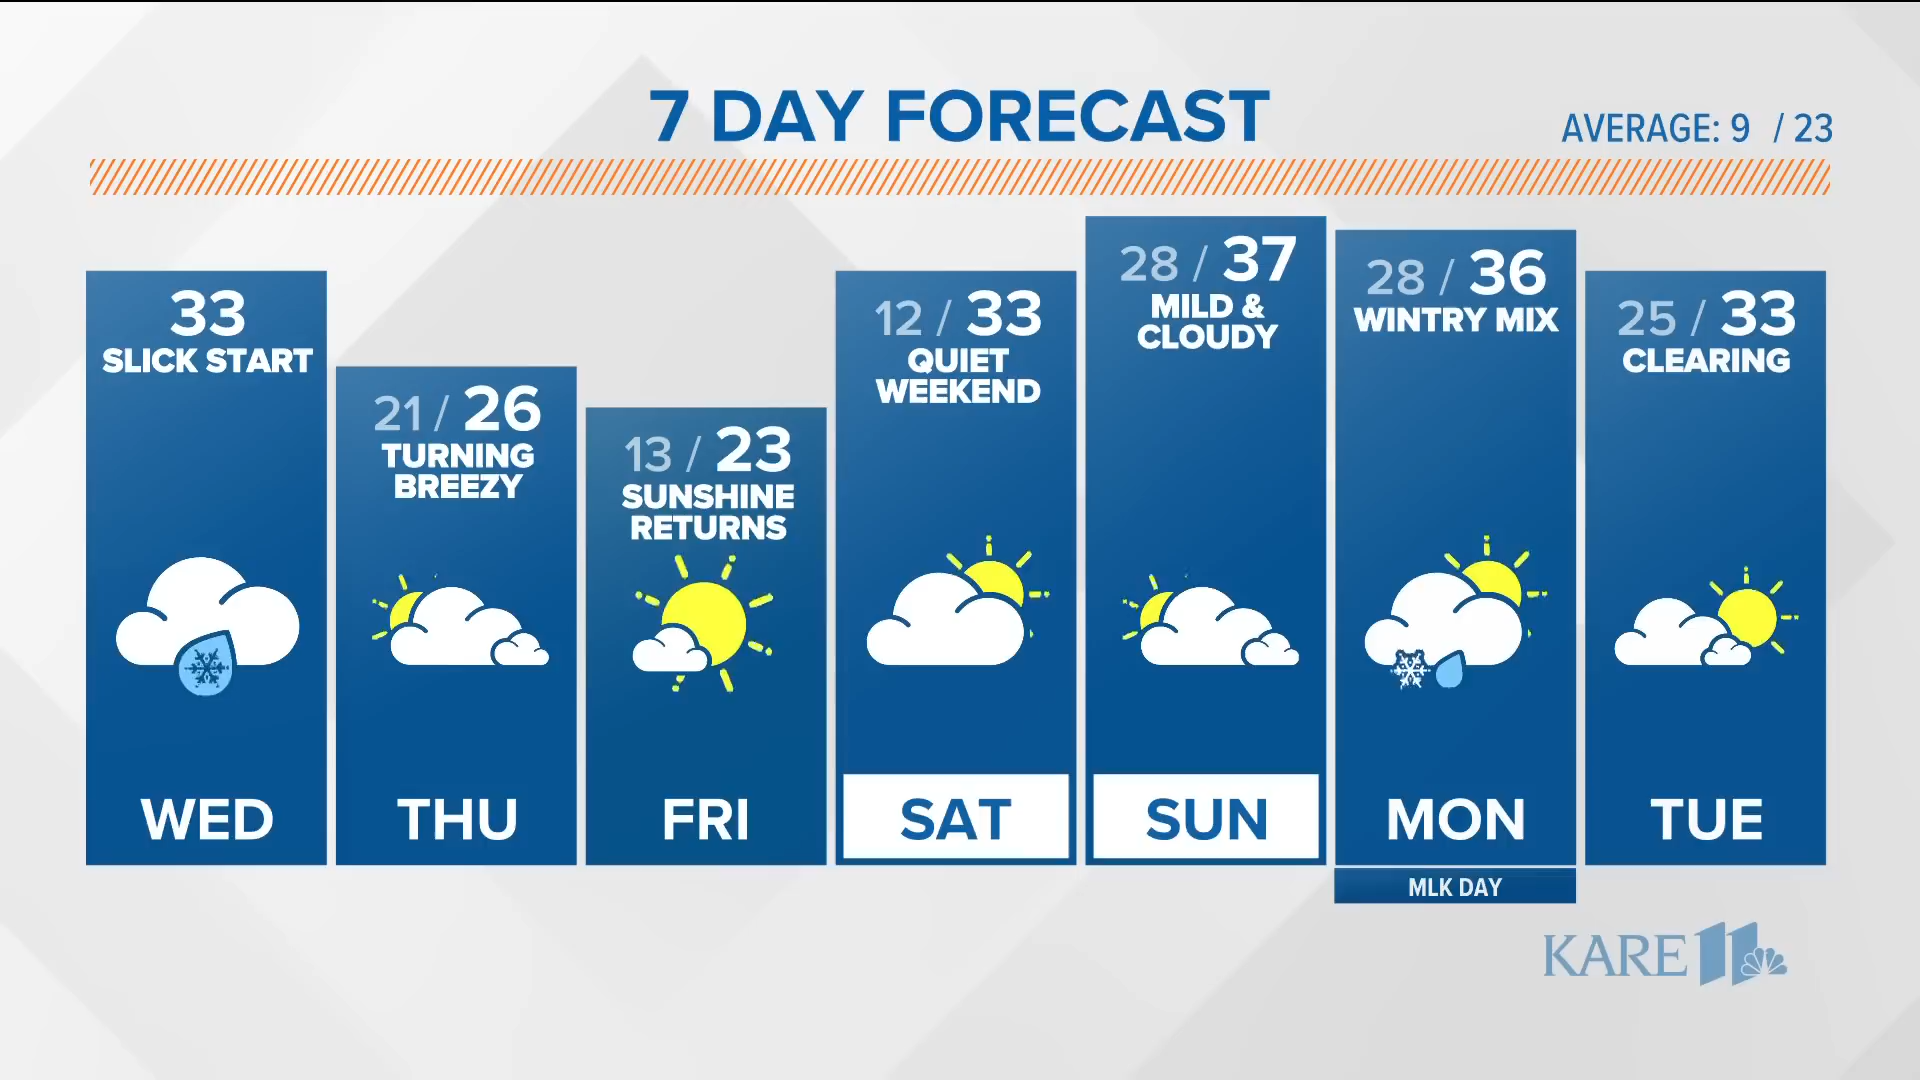 7 DAY FORECAST
AVERAGE: 9 / 23
33
SLICK START
WED
21 / 26
TURNING
BREEZY
THU
13 / 23
SUNSHINE
RETURNS
FRI
12 / 33
QUIET
WEEKEND
SAT
28 / 37
MILD &
CLOUDY
SUN
28 / 36
WINTRY MIX
MON
MLK DAY
25 / 33
CLEARING
TUE
KARE 11